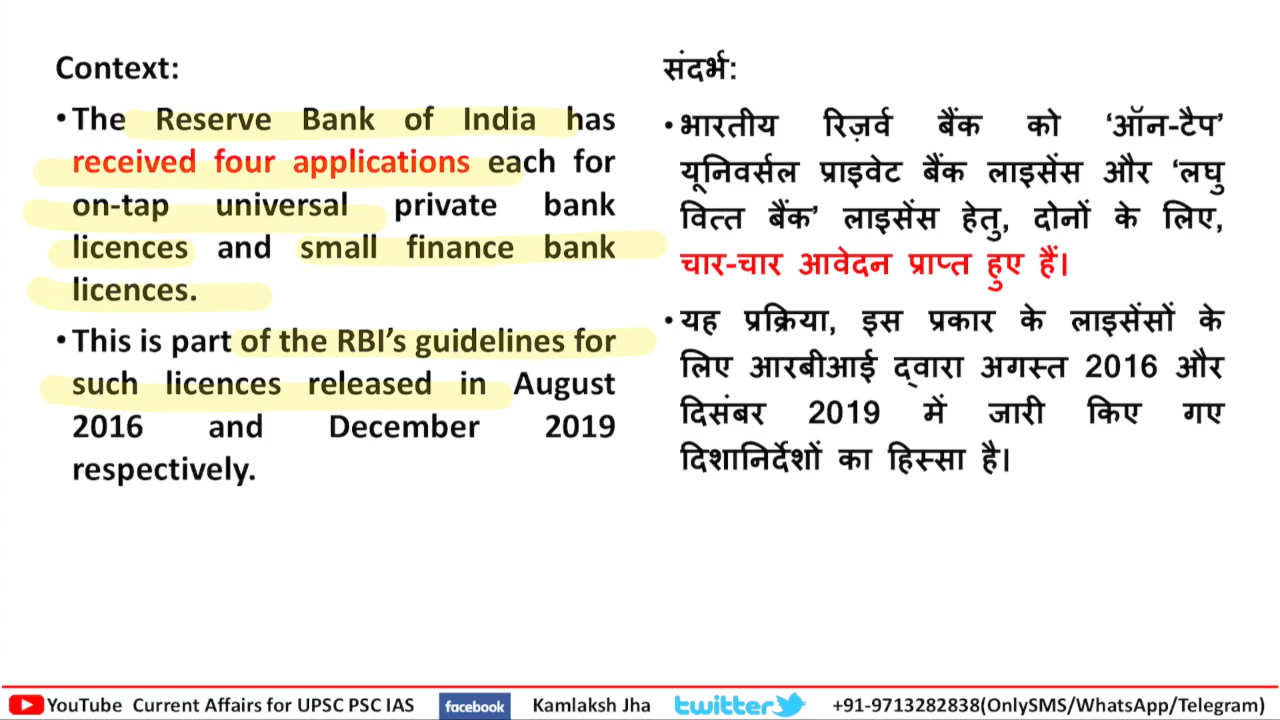 Context:
•The Reserve Bank of India has
received four applications each for
on-tap universal private bank
licences and small finance bank
licences.
•This is part of the RBI's guidelines for
such licences released in August
2016 and December 2019
respectively.
संदर्भ:
•भारतीय रिज़र्व बैंक को 'ऑन-टैप'
यूनिवर्सल प्राइवेट बैंक लाइसेंस और 'लघु
वित्त बैंक' लाइसेंस हेतु, दोनों के लिए,
चार-चार आवेदन प्राप्त हुए हैं।
•यह प्रक्रिया, इस प्रकार के लाइसेंसों के
लिए आरबीआई द्वारा अगस्त 2016 और
दिसंबर 2019 में जारी किए गए
दिशानिर्देशों का हिस्सा है।
YouTube Current Affairs for UPSC PSC IAS facebook Kamlaksh Jha twitter +91-9713282838(OnlySMS/WhatsApp/Telegram)